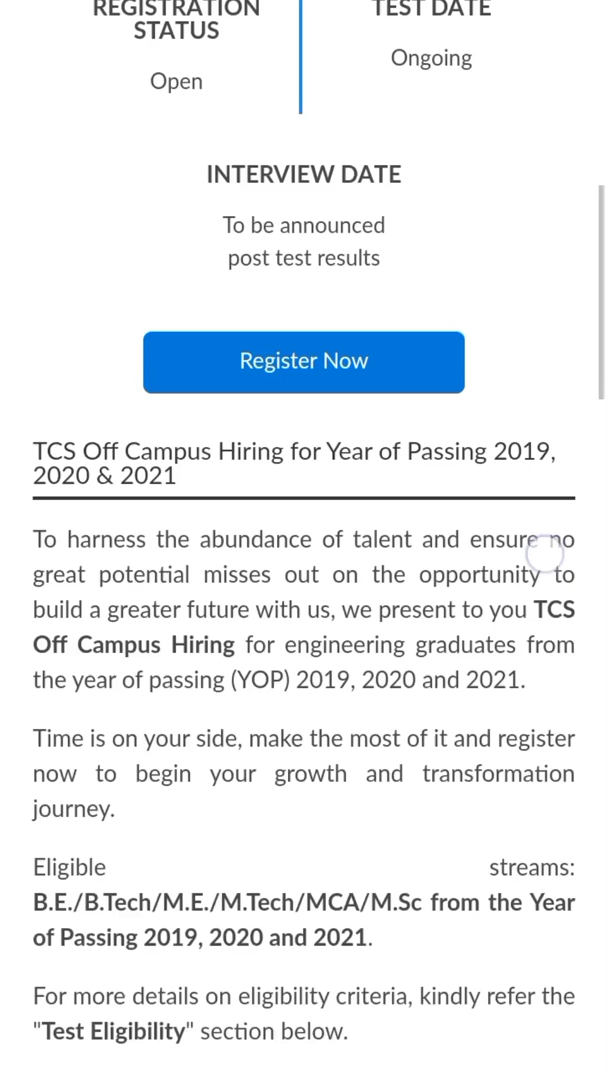 REGISTRATION
STATUS
Open
TEST DATE
Ongoing
INTERVIEW DATE
To be announced
post test results
Register Now
TCS Off Campus Hiring for Year of Passing 2019,
2020 & 2021
To harness the abundance of talent and ensure no
great potential misses out on the opportunity to
build a greater future with us, we present to you TCS
Off Campus Hiring for engineering graduates from
the year of passing (YOP) 2019, 2020 and 2021.
Time is on your side, make the most of it and register
now to begin your growth and transformation
journey.
Eligible streams:
B.E./B.Tech/M.E./M.Tech/MCA/M.Sc from the Year
of Passing 2019, 2020 and 2021.
For more details on eligibility criteria, kindly refer the
"Test Eligibility" section below.